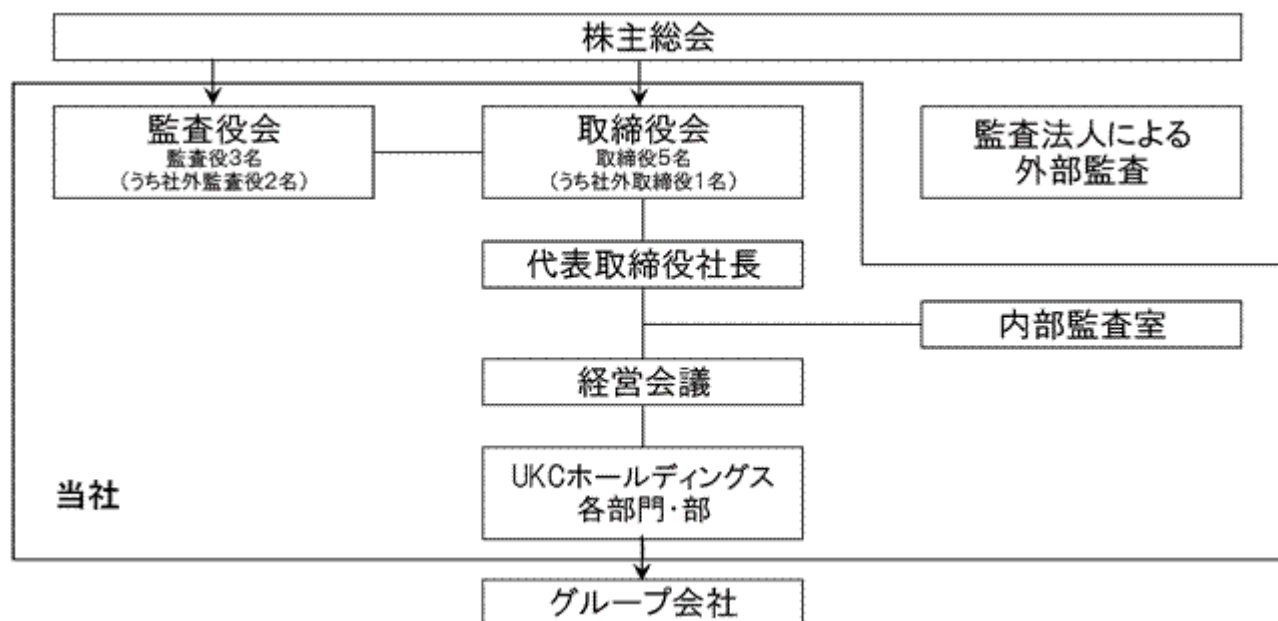 株主総会
監査役会
監査役3名
(うち社外監査役2名)
取締役会
取締役5名
(うち社外取締役1名)
監査法人による
外部監査
代表取締役社長
内部監査室
経営会議
UKCホールディングス
各部門・部
当社
グループ会社